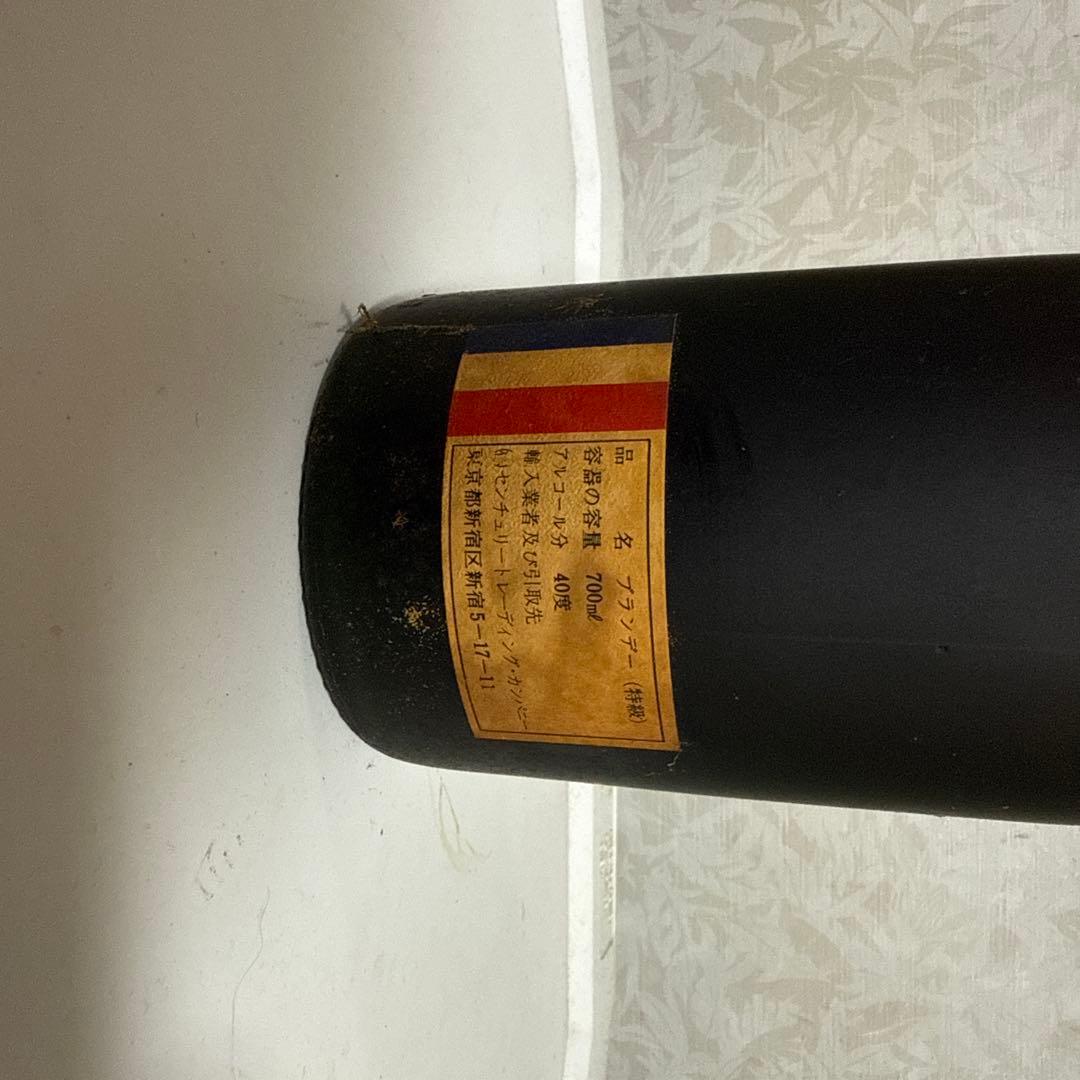 品 名 ブランデー(特級)
容器の容量 700㎖
アルコール分 40度
輸入業者及び引取先
(有)センチュリートレーディング・カンパニー
東京都新宿区新宿5-17-11